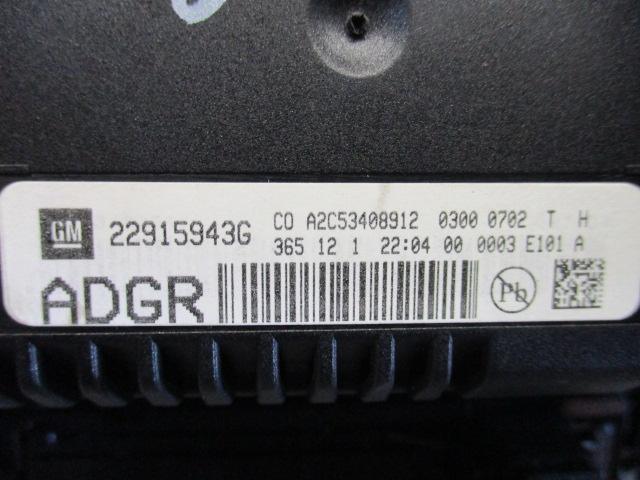 GM 22915943G CO A2C53408912 0300 0702 T H
365 12 1 22:04 00 0003 E101 A
ADGR Pb